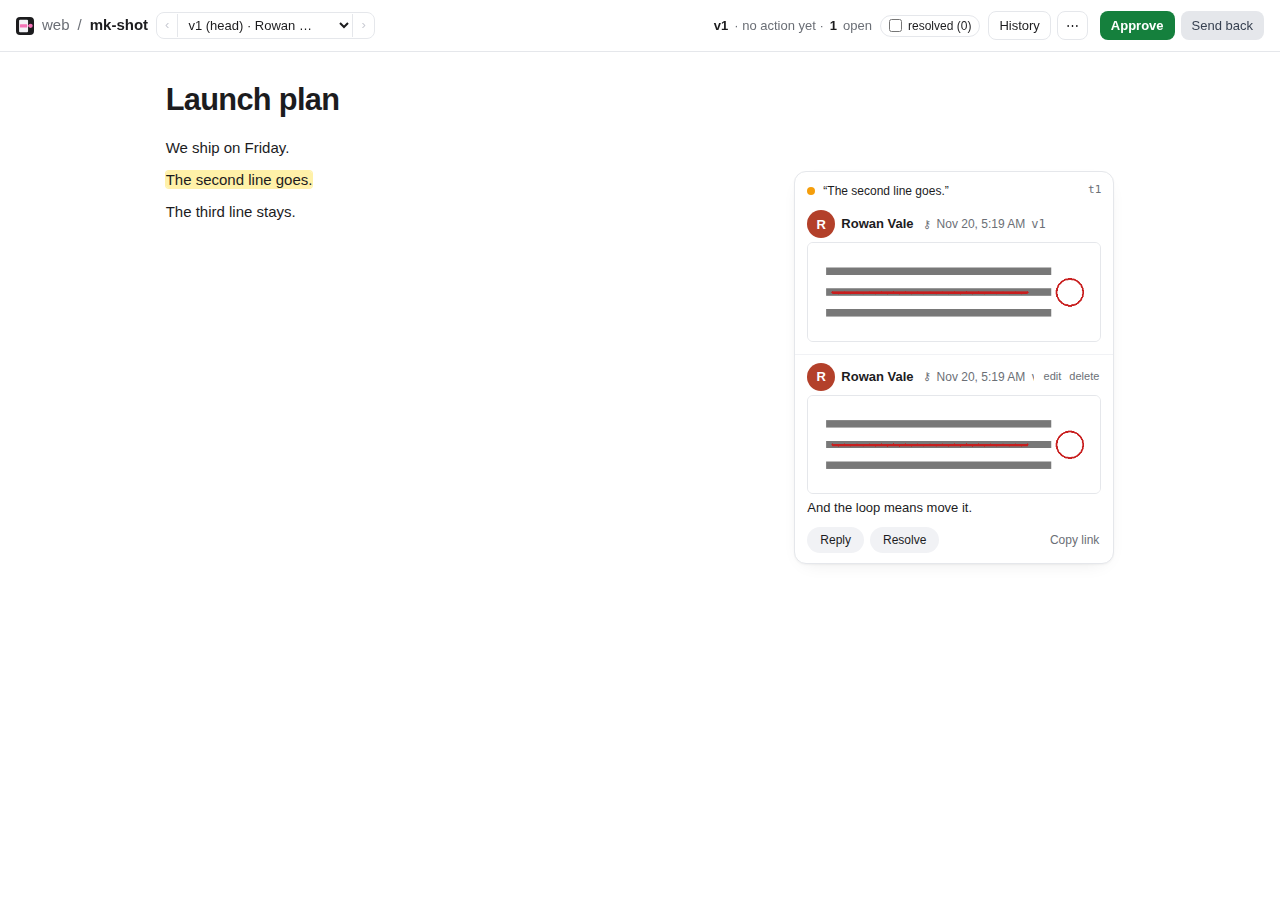 web / mk-shot ‹ v1 (head) · Rowan … › v1 · no action yet · 1 open resolved (0) History ⋯ Approve Send back
Launch plan
We ship on Friday.
The second line goes.
The third line stays.
“The second line goes.” t1
R Rowan Vale Nov 20, 5:19 AM v1
R Rowan Vale Nov 20, 5:19 AM edit delete
And the loop means move it.
Reply Resolve Copy link